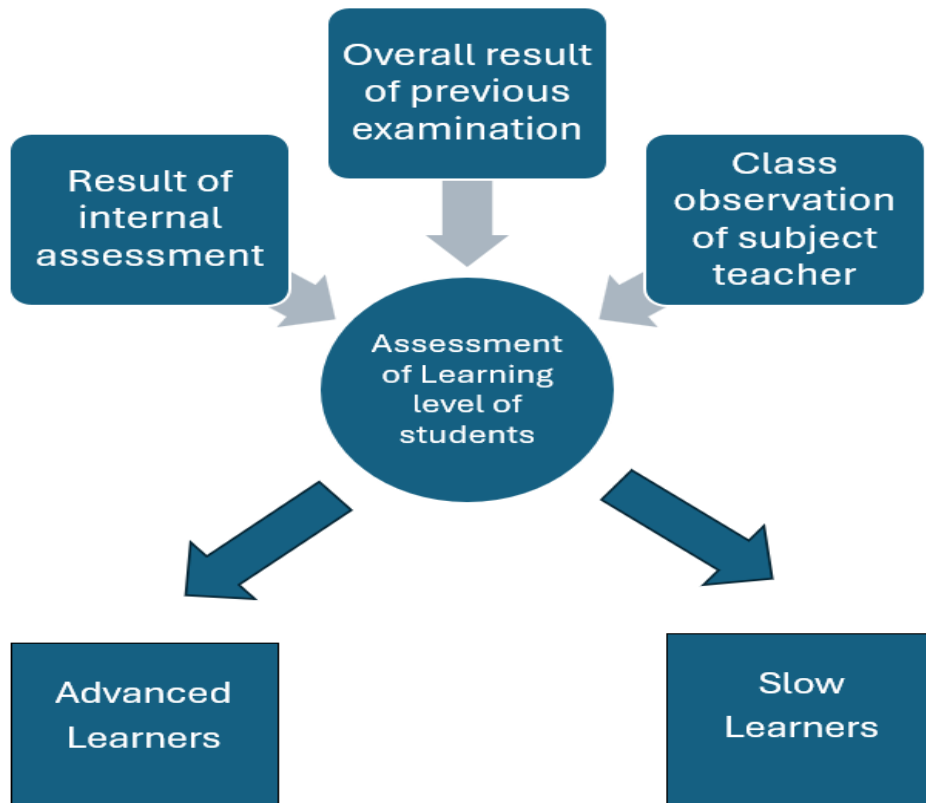 Overall result
of previous
examination
Result of
internal
assessment
Class
observation
of subject
teacher
Assessment
of Learning
level of
students
Advanced
Learners
Slow
Learners